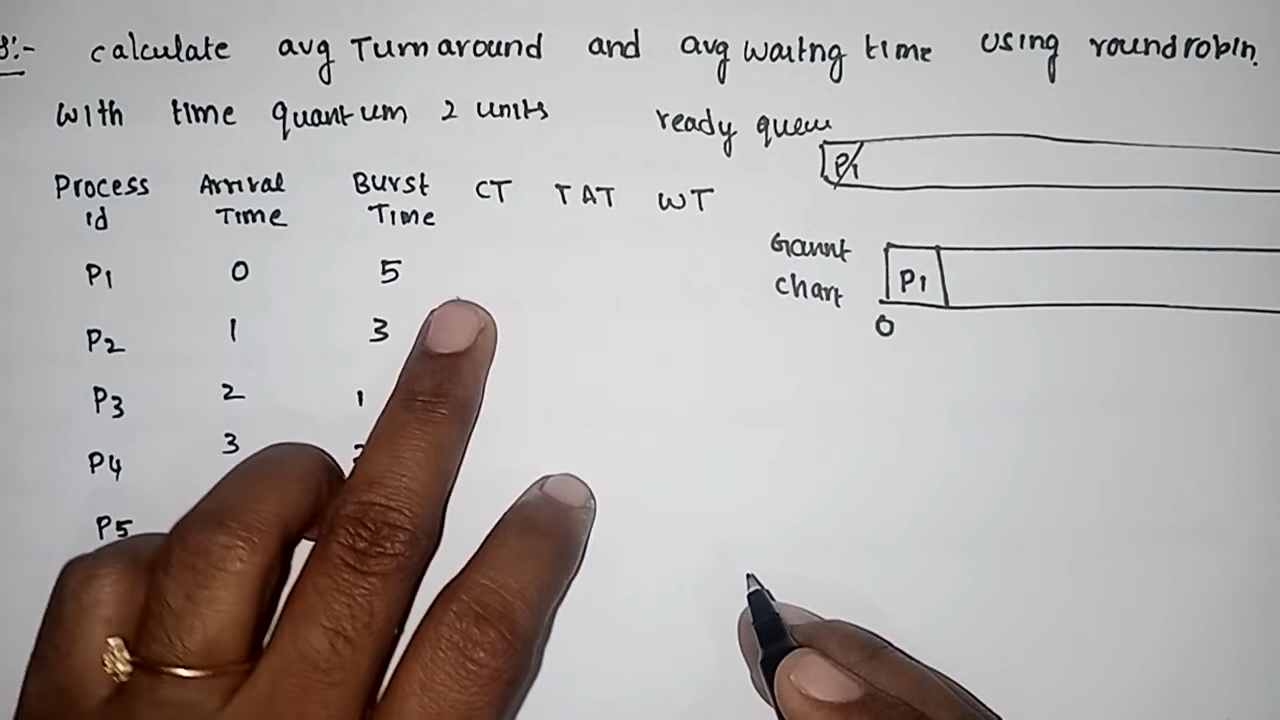 8:- calculate avg Turnaround and avg waitng time using roundrobin.
with time quantum 2 units
ready queue
P1
Process id Arrival Time Burst Time CT TAT WT
Gannt chart
P1
0
P1 0 5
P2 1 3
P3 2 1
P4 3
P5